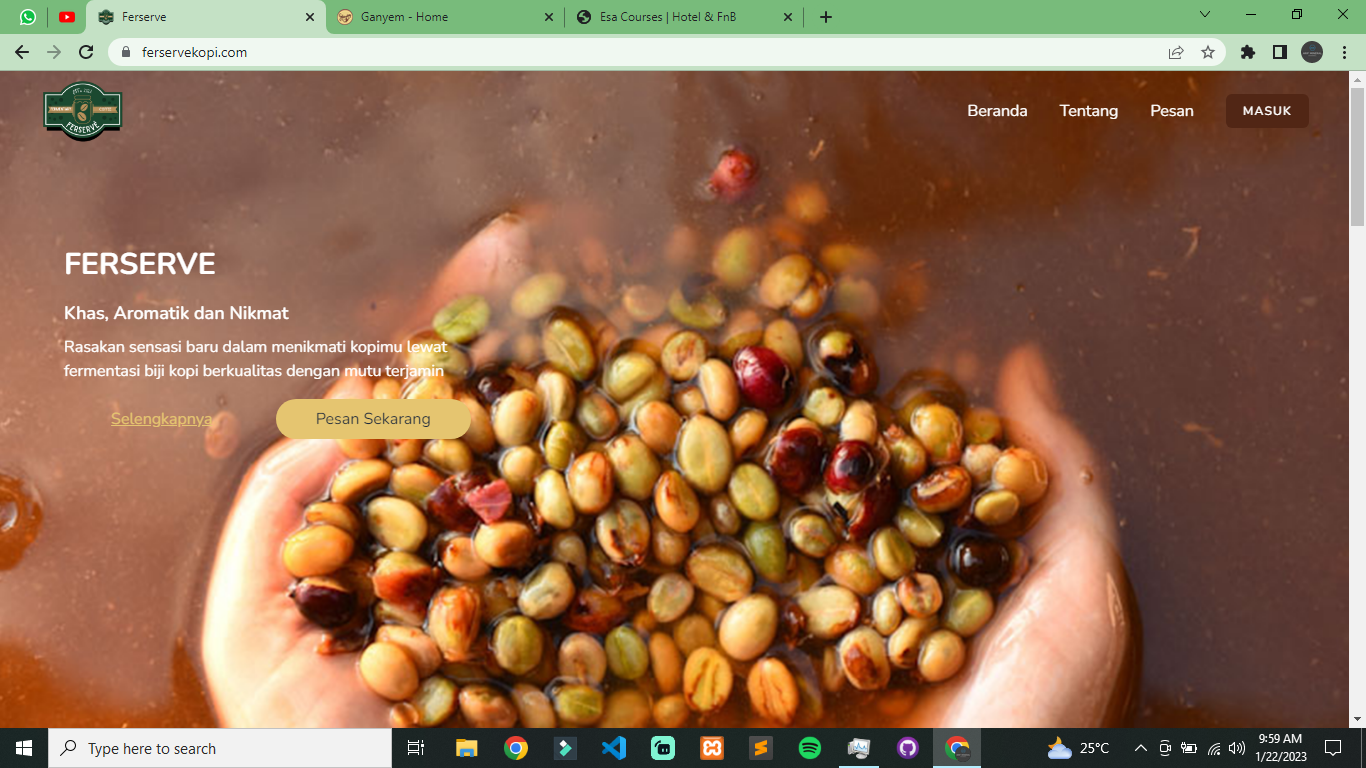 Ferserve
Ganyem - Home
Esa Courses | Hotel & FnB
ferservekopi.com
FERSERVE
Beranda
Tentang
Pesan
MASUK
FERSERVE
Khas, Aromatik dan Nikmat
Rasakan sensasi baru dalam menikmati kopimu lewat
fermentasi biji kopi berkualitas dengan mutu terjamin
Selengkapnya
Pesan Sekarang
Type here to search
25°C
9:59 AM
1/22/2023